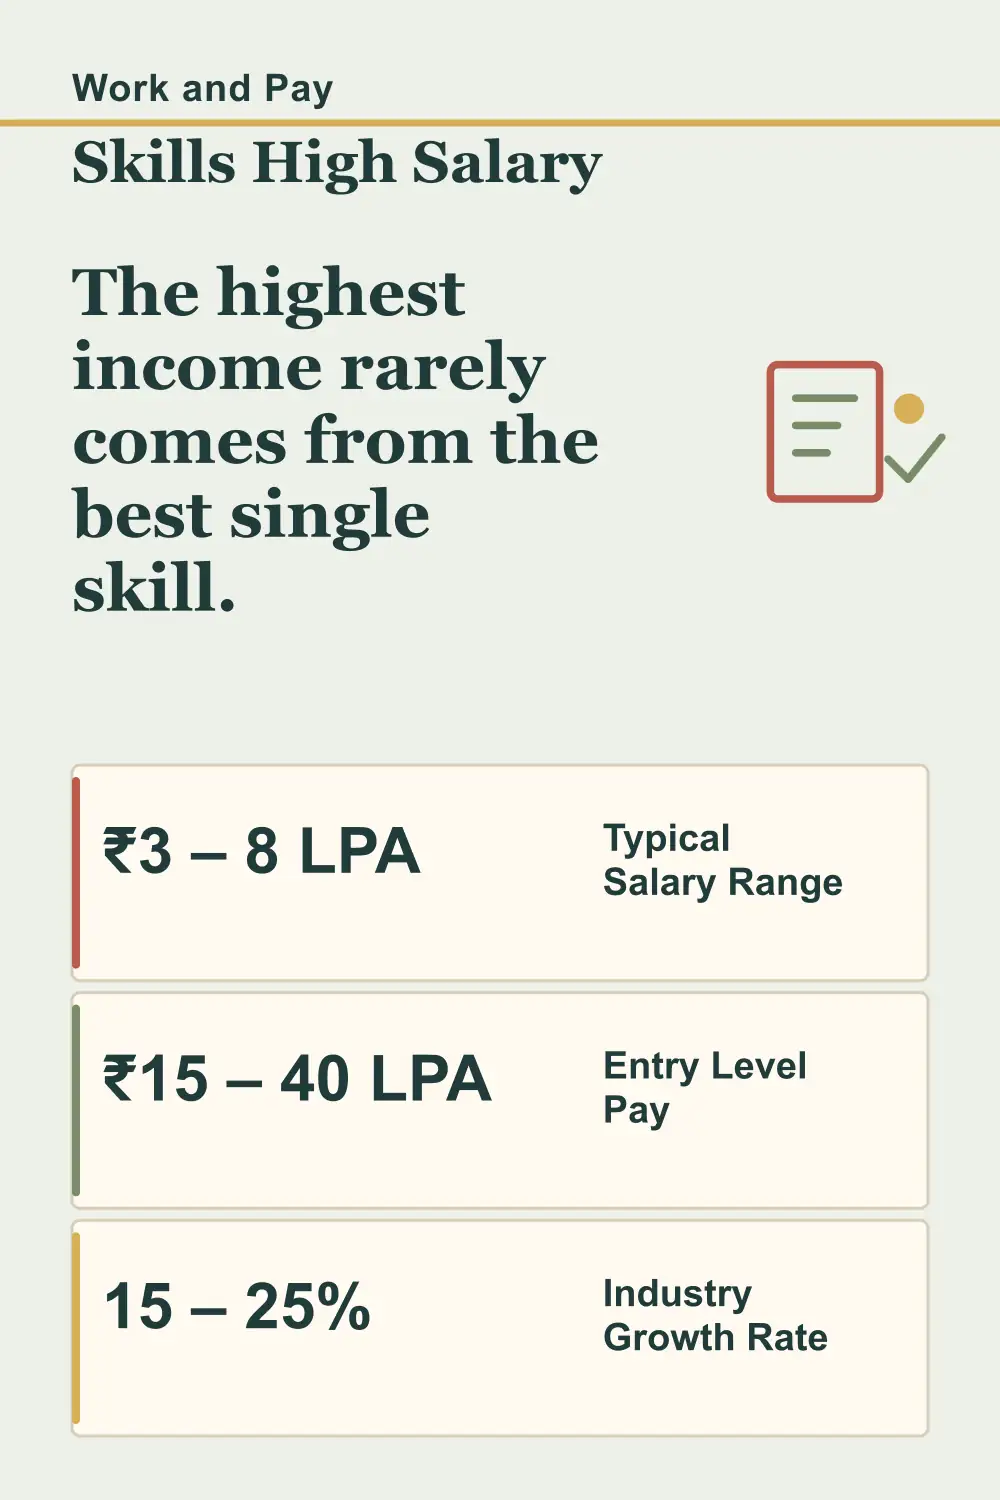 Work and Pay
Skills High Salary
The highest
income rarely
comes from the
best single
skill.
₹3 – 8 LPA
Typical
Salary Range
₹15 – 40 LPA
Entry Level
Pay
15 – 25%
Industry
Growth Rate